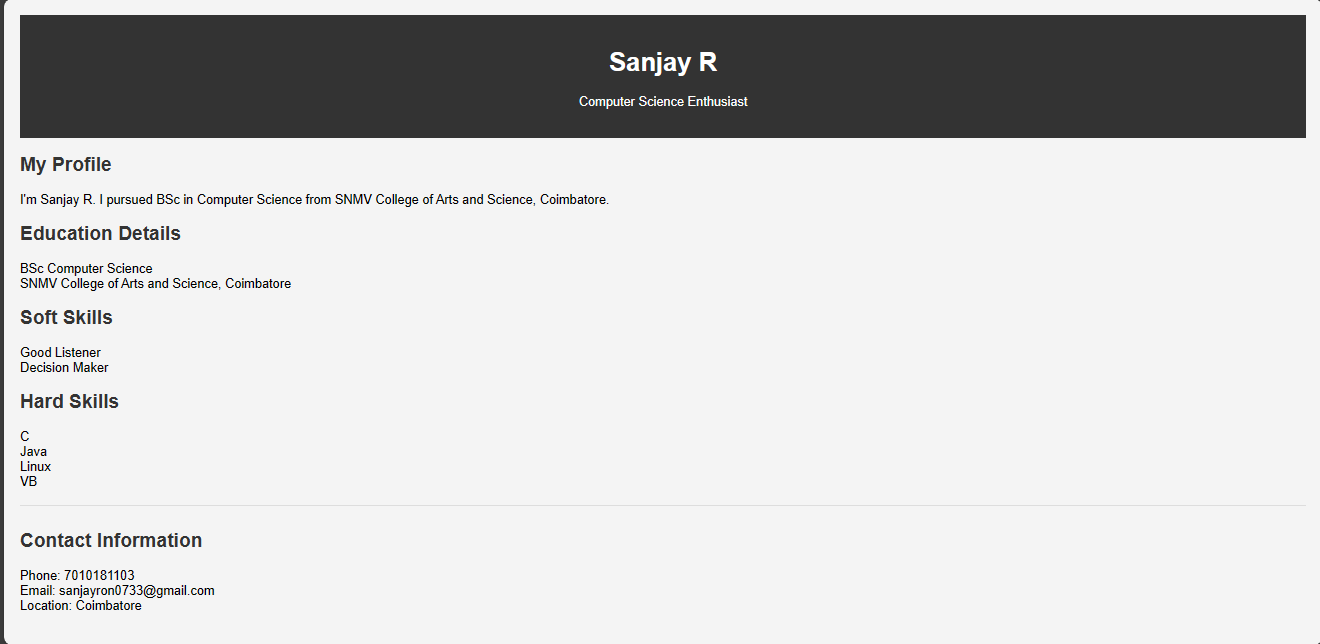 Sanjay R
Computer Science Enthusiast
My Profile
I'm Sanjay R. I pursued BSc in Computer Science from SNMV College of Arts and Science, Coimbatore.
Education Details
BSc Computer Science
SNMV College of Arts and Science, Coimbatore
Soft Skills
Good Listener
Decision Maker
Hard Skills
C
Java
Linux
VB
Contact Information
Phone: 7010181103
Email: sanjayron0733@gmail.com
Location: Coimbatore